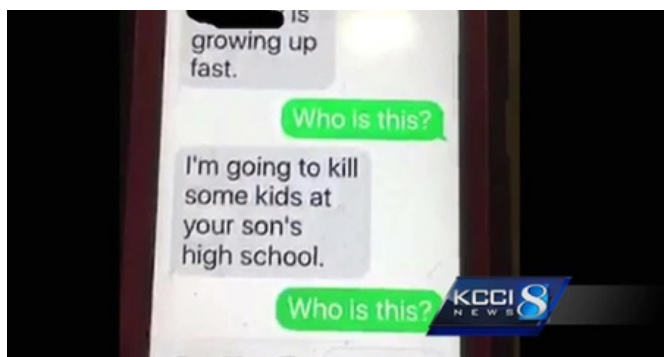 is
growing up
fast.
Who is this?
I'm going to kill
some kids at
your son's
high school.
Who is this?
KCCI 8
NEWS